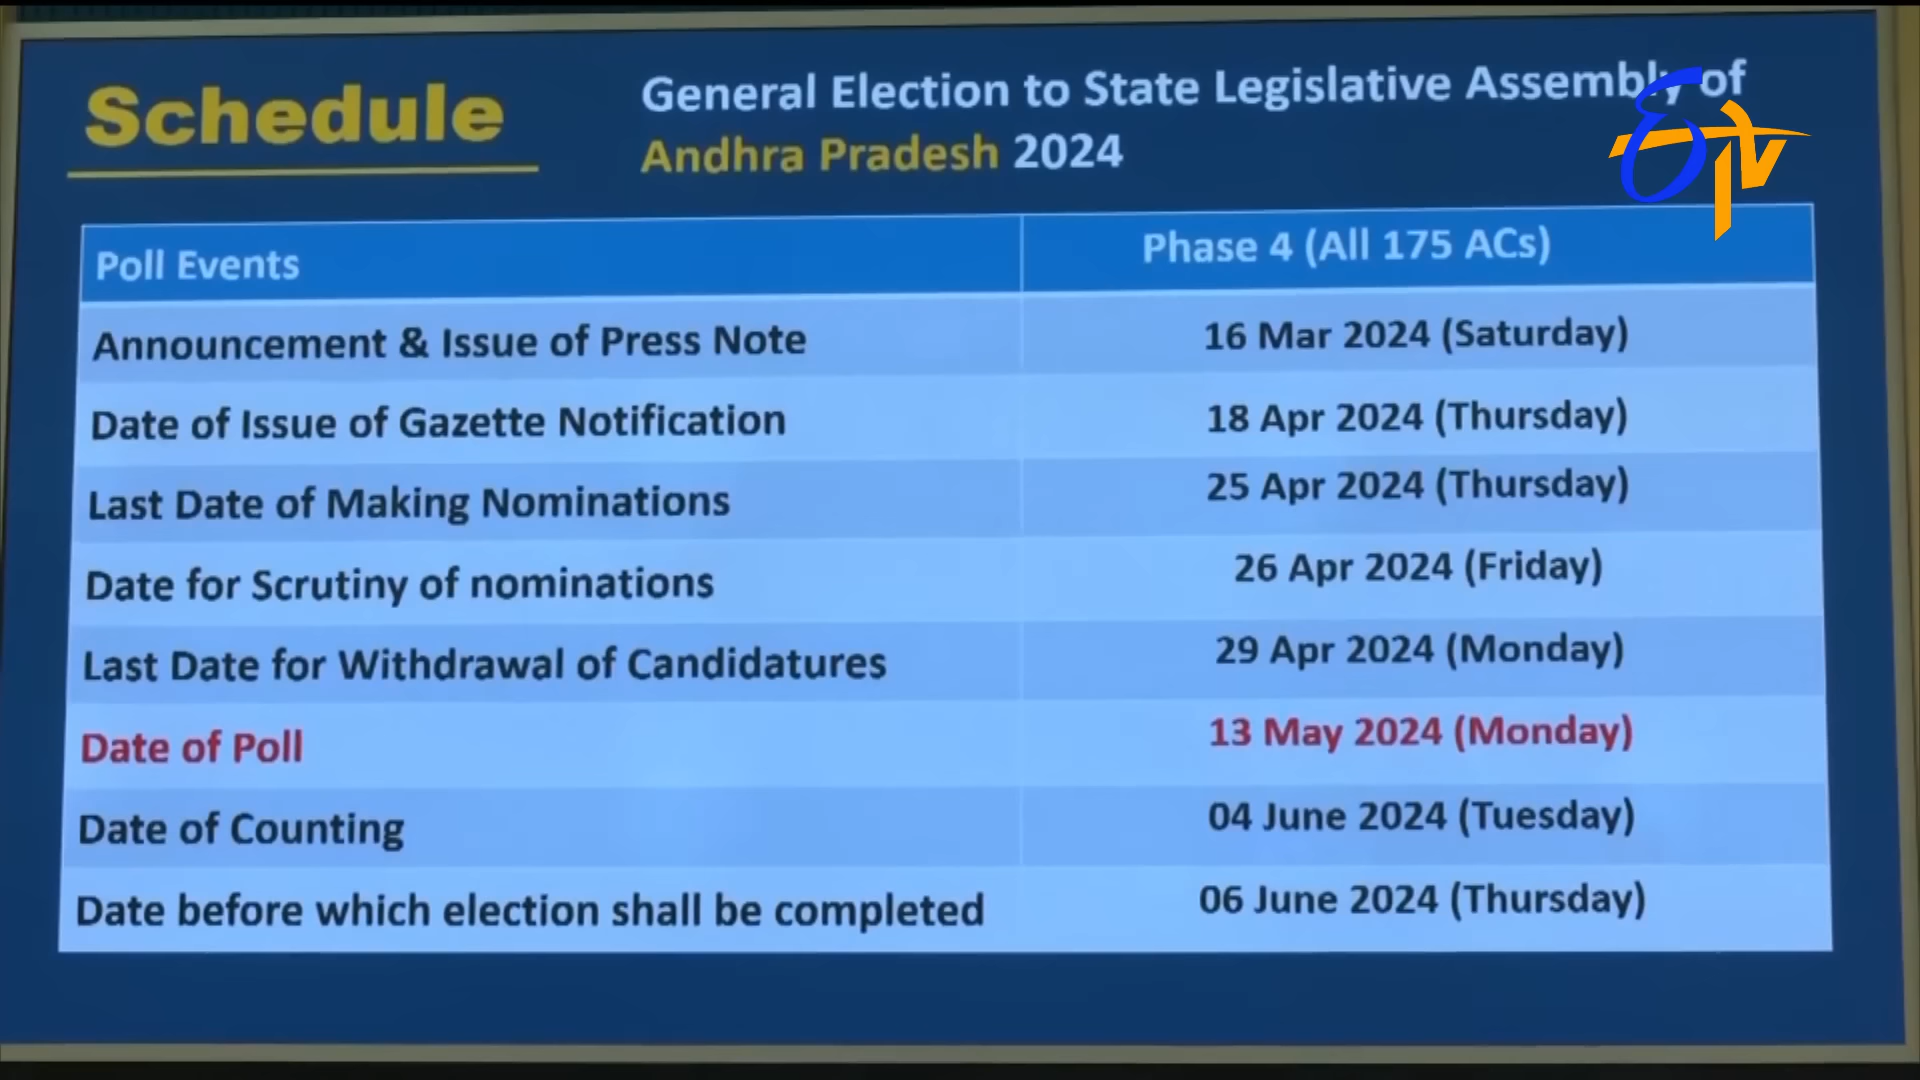 Schedule
General Election to State Legislative Assembly of
Andhra Pradesh 2024
ETV
Poll Events Phase 4 (All 175 ACs)
Announcement & Issue of Press Note 16 Mar 2024 (Saturday)
Date of Issue of Gazette Notification 18 Apr 2024 (Thursday)
Last Date of Making Nominations 25 Apr 2024 (Thursday)
Date for Scrutiny of nominations 26 Apr 2024 (Friday)
Last Date for Withdrawal of Candidatures 29 Apr 2024 (Monday)
Date of Poll 13 May 2024 (Monday)
Date of Counting 04 June 2024 (Tuesday)
Date before which election shall be completed 06 June 2024 (Thursday)